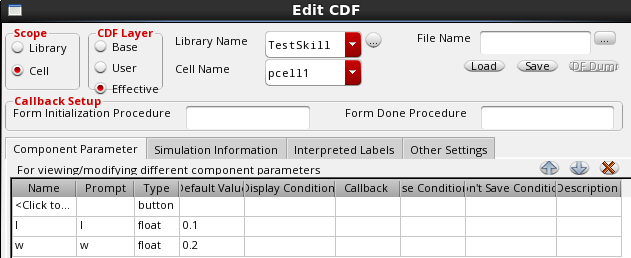 Edit CDF
Scope
Library
Cell
CDF Layer
Base
User
Effective
Library Name TestSkill ...
Cell Name pcell1
File Name ...
Load Save DF Dum
Callback Setup
Form Initialization Procedure Form Done Procedure
Component Parameter Simulation Information Interpreted Labels Other Settings
For viewing/modifying different component parameters
Name Prompt Type Default Value Display Condition Callback se Condition n't Save Conditio Description
<Click to... button
l l float 0.1
w w float 0.2